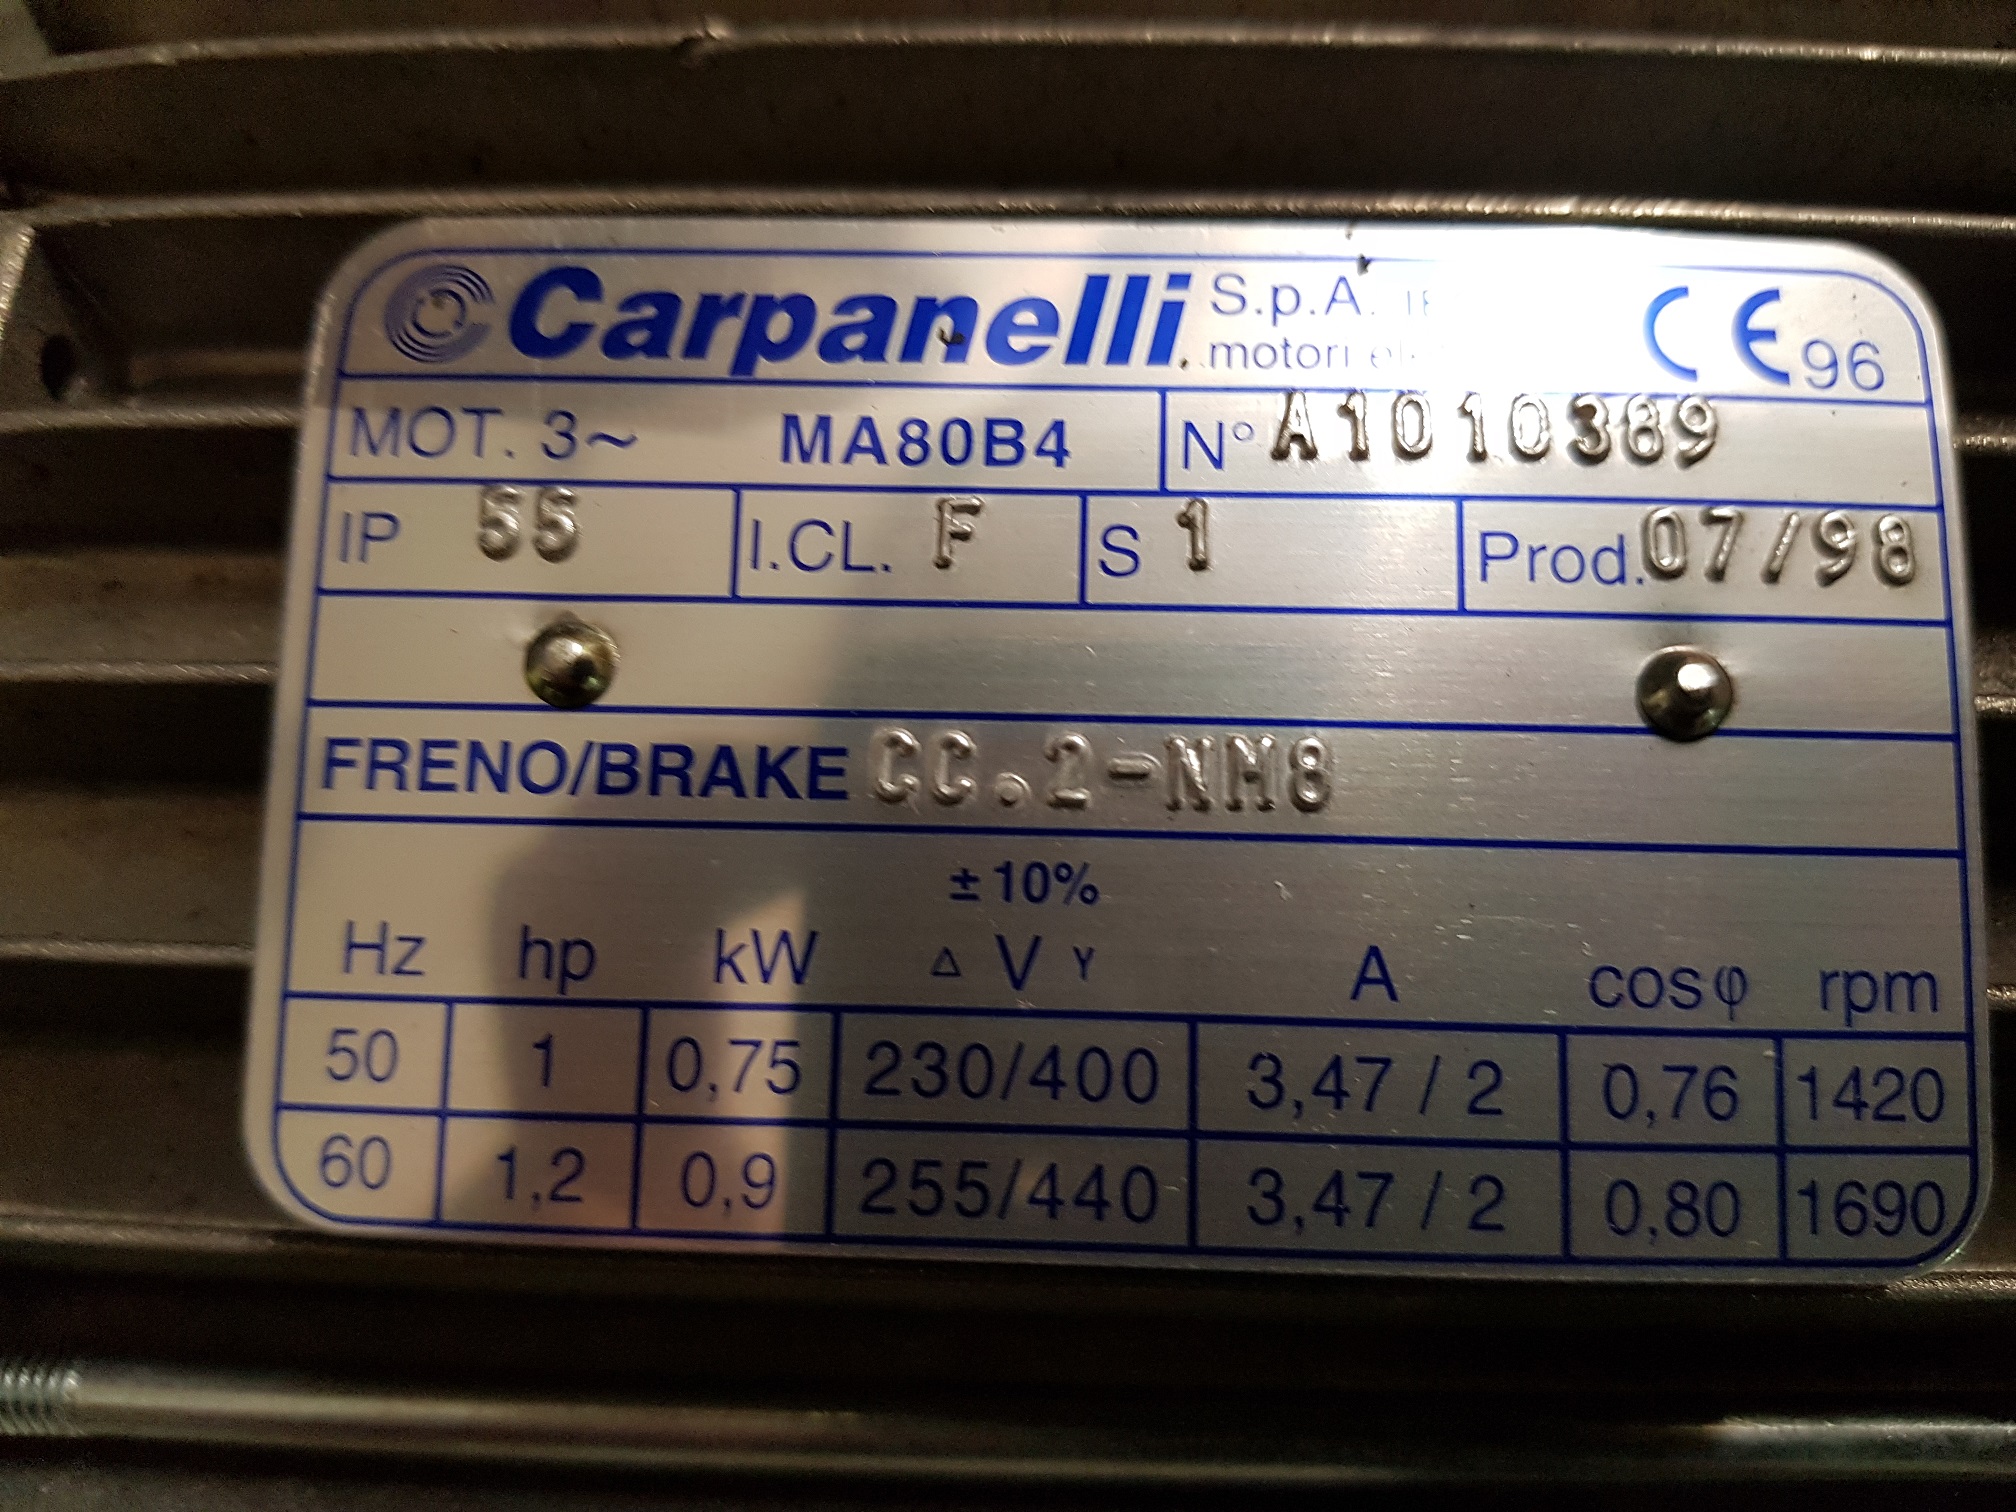 Carpanelli S.p.A.
motori
CE 96
MOT. 3~ MA80B4 N° A1010389
IP 55 I.CL. F S 1 Prod. 07/98
FRENO/BRAKE CC.2-NM8
±10%
Hz hp kW Δ V Y A cosφ rpm
50 1 0,75 230/400 3,47 / 2 0,76 1420
60 1,2 0,9 255/440 3,47 / 2 0,80 1690